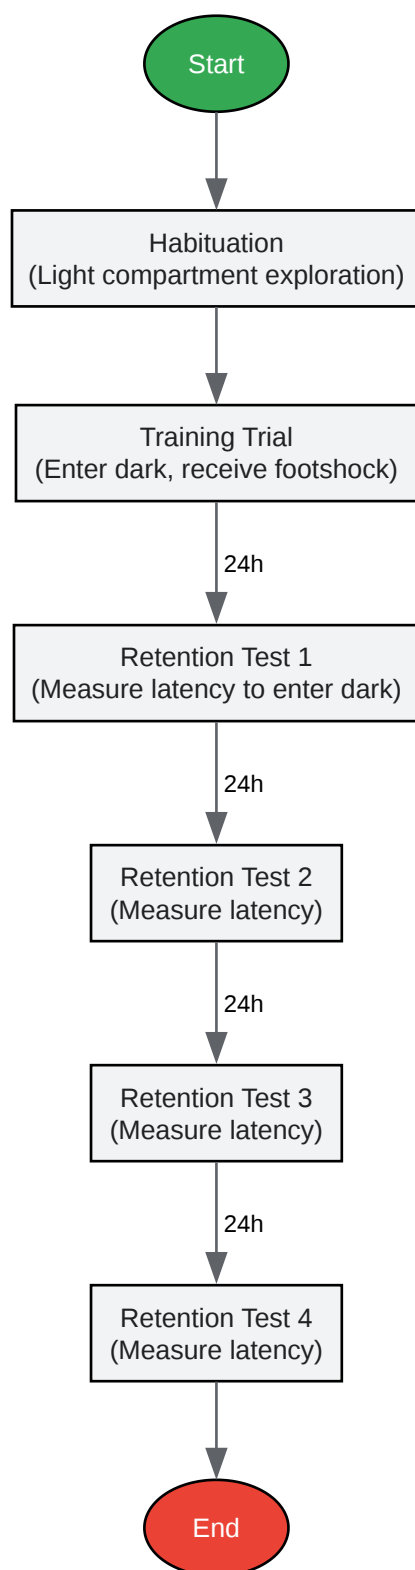 Start
Habituation
(Light compartment exploration)
Training Trial
(Enter dark, receive footshock)
24h
Retention Test 1
(Measure latency to enter dark)
24h
Retention Test 2
(Measure latency)
24h
Retention Test 3
(Measure latency)
24h
Retention Test 4
(Measure latency)
End